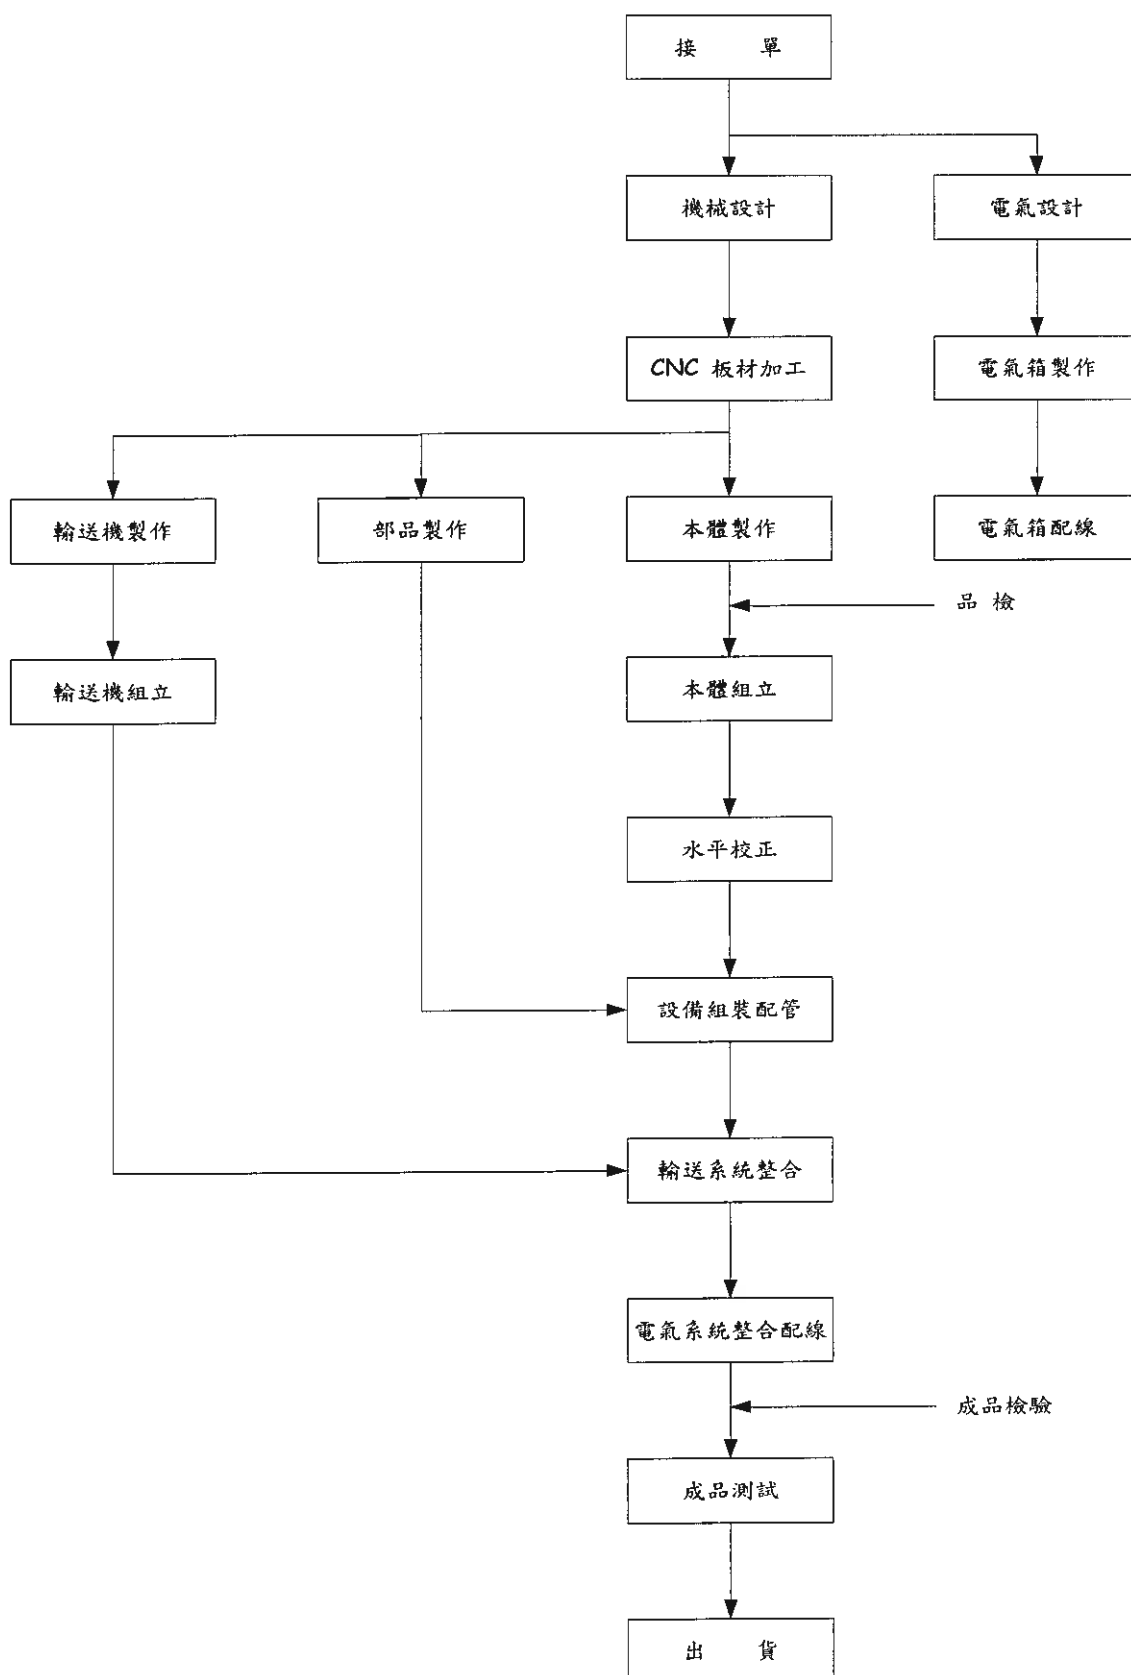 接 單
機械設計 電氣設計
CNC 板材加工 電氣箱製作
輸送機製作 部品製作 本體製作 電氣箱配線
品 檢
輸送機組立 本體組立
水平校正
設備組裝配管
輸送系統整合
電氣系統整合配線
成品檢驗
成品測試
出 貨